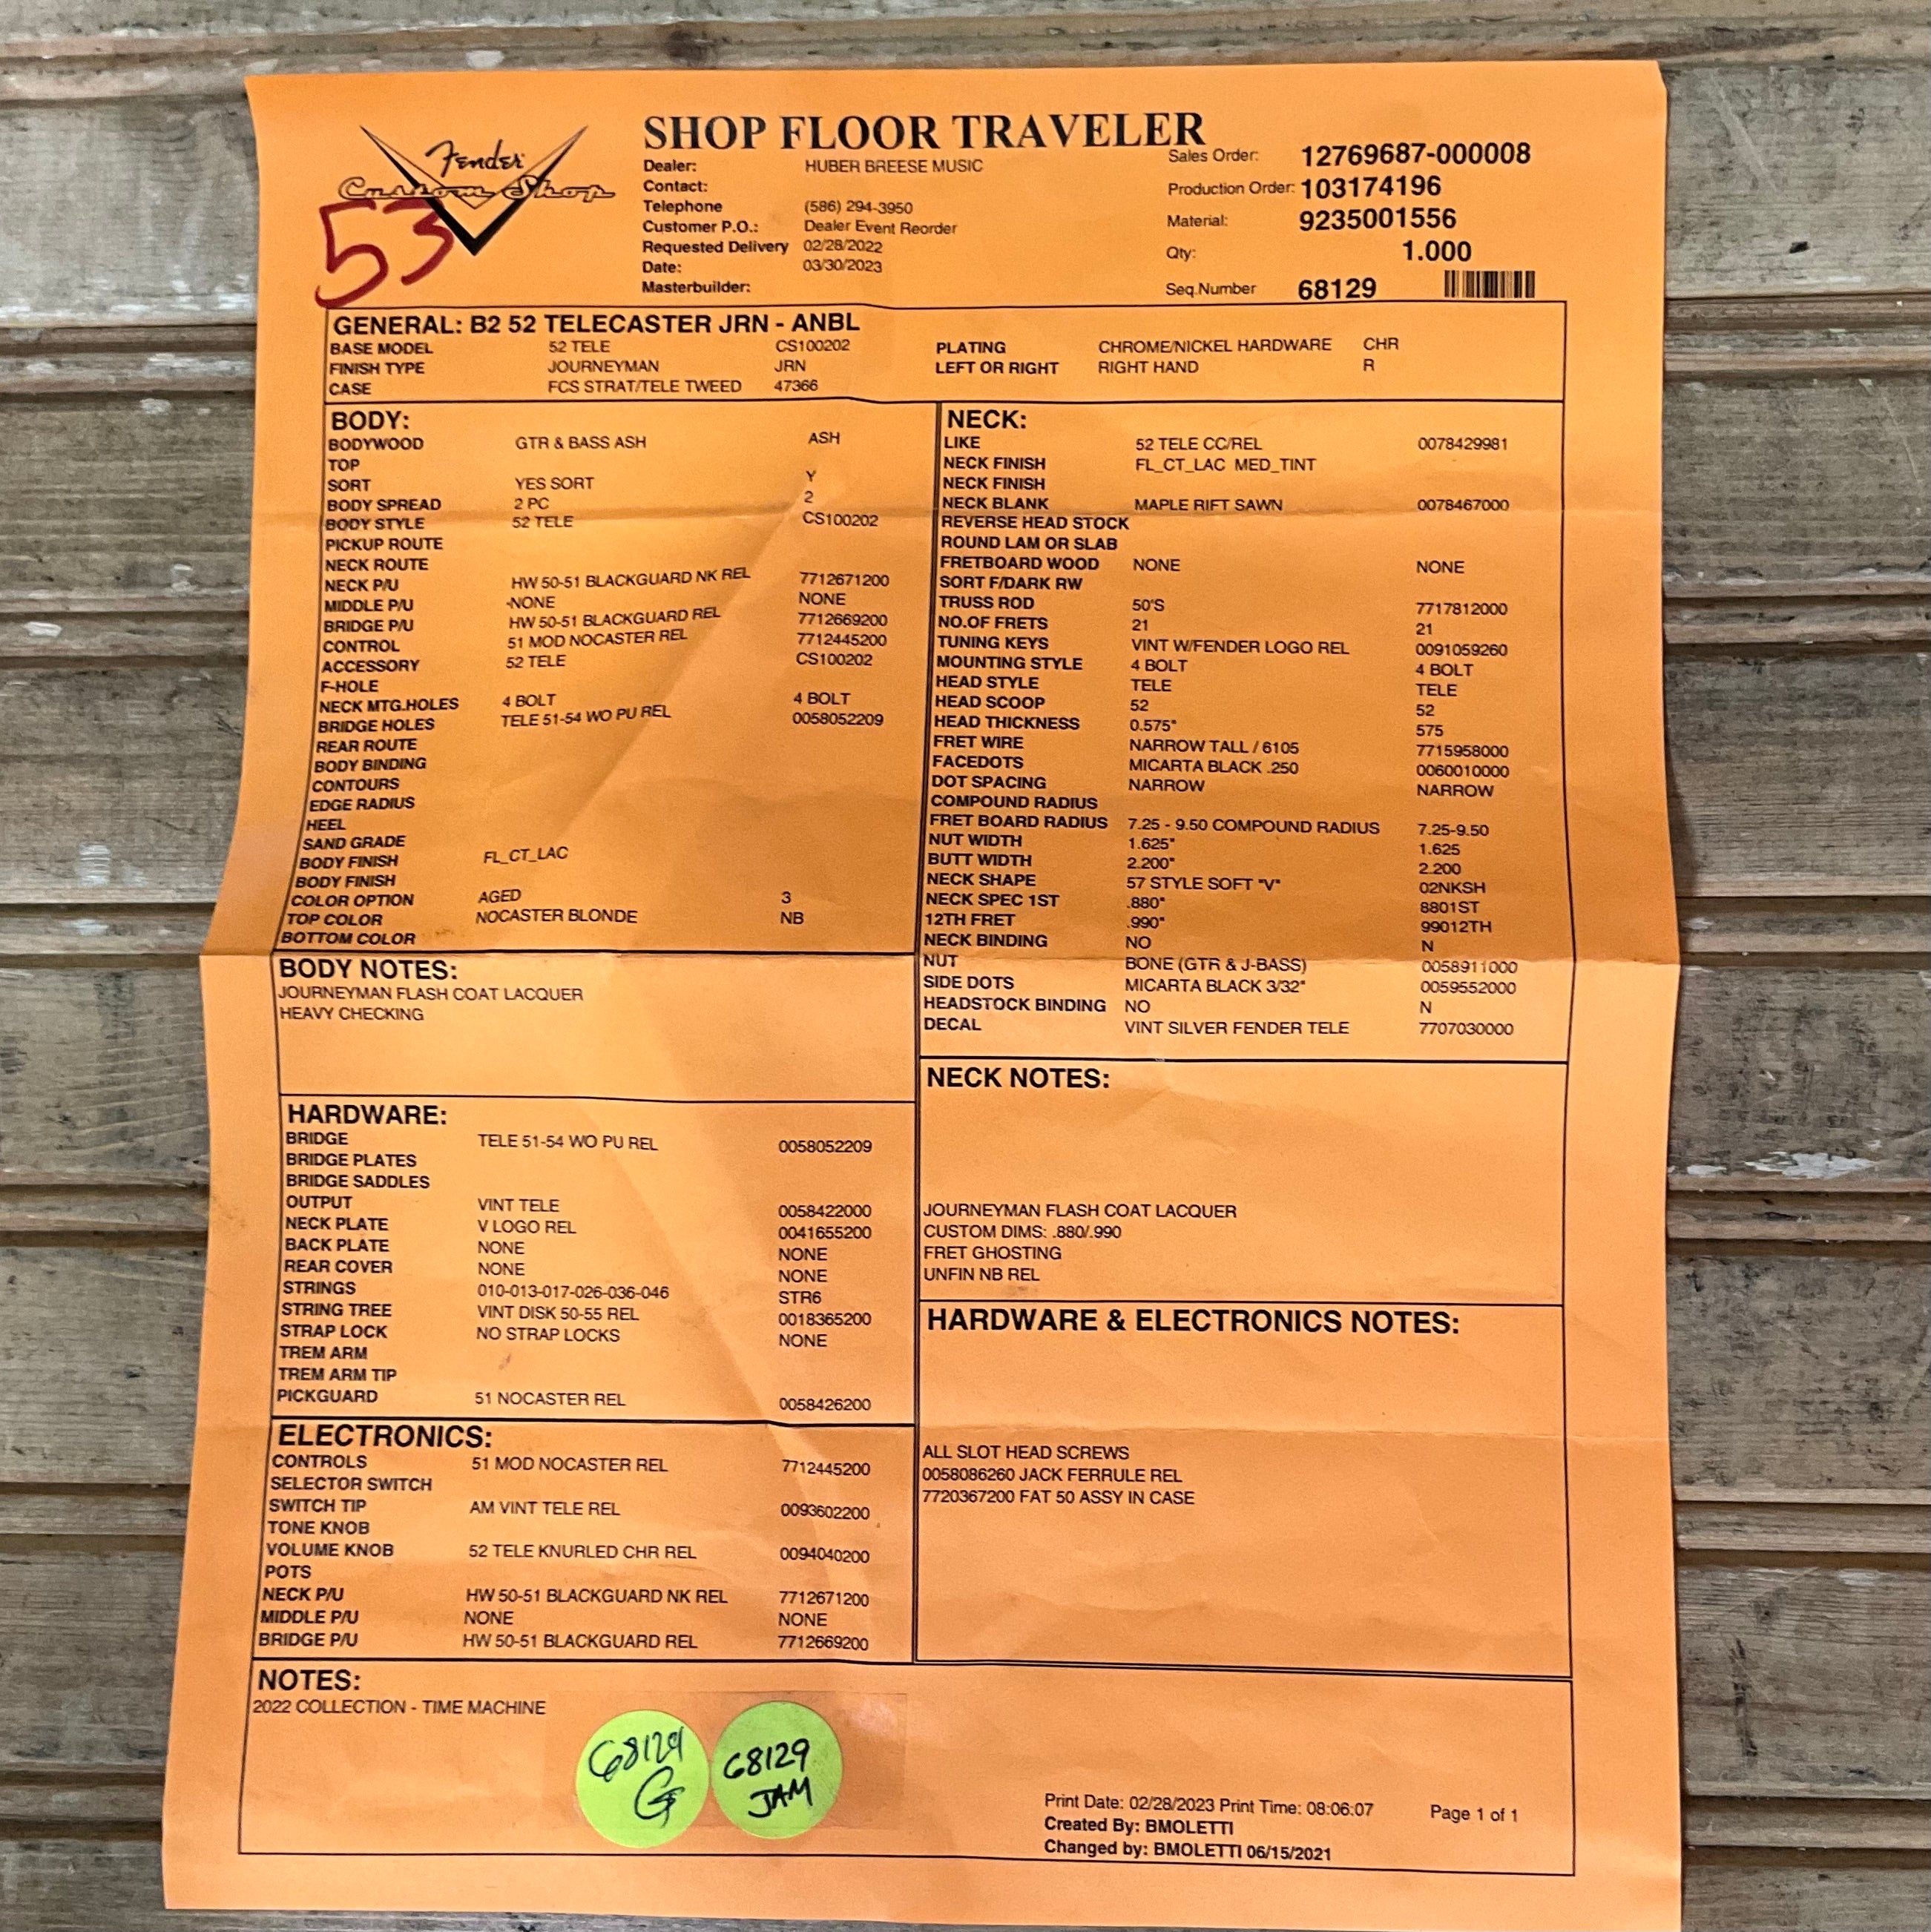 SHOP FLOOR TRAVELER
Fender
Custom Shop
53
Dealer: HUBER BREESE MUSIC
Contact:
Telephone (586) 294-3950
Customer P.O.: Dealer Event Reorder
Requested Delivery 02/28/2022
Date: 03/30/2023
Masterbuilder:
Sales Order: 12769687-000008
Production Order: 103174196
Material: 9235001556
Qty: 1.000
Seq.Number 68129
GENERAL: B2 52 TELECASTER JRN - ANBL
BASE MODEL 52 TELE CS100202
FINISH TYPE JOURNEYMAN JRN
CASE FCS STRAT/TELE TWEED 47366
PLATING CHROME/NICKEL HARDWARE CHR
LEFT OR RIGHT RIGHT HAND R
BODY:
BODYWOOD GTR & BASS ASH ASH
TOP
SORT YES SORT Y
BODY SPREAD 2 PC 2
BODY STYLE 52 TELE CS100202
PICKUP ROUTE
NECK ROUTE
NECK P/U HW 50-51 BLACKGUARD NK REL 7712671200
MIDDLE P/U -NONE NONE
BRIDGE P/U HW 50-51 BLACKGUARD REL 7712669200
CONTROL 51 MOD NOCASTER REL 7712445200
ACCESSORY 52 TELE CS100202
F-HOLE
NECK MTG.HOLES 4 BOLT 4 BOLT
BRIDGE HOLES TELE 51-54 WO PU REL 0058052209
REAR ROUTE
BODY BINDING
CONTOURS
EDGE RADIUS
HEEL
SAND GRADE
BODY FINISH FL_CT_LAC
BODY FINISH
COLOR OPTION AGED 3
TOP COLOR NOCASTER BLONDE NB
BOTTOM COLOR
NECK:
LIKE 52 TELE CC/REL 0078429981
NECK FINISH FL_CT_LAC MED_TINT
NECK FINISH
NECK BLANK MAPLE RIFT SAWN 0078467000
REVERSE HEAD STOCK
ROUND LAM OR SLAB
FRETBOARD WOOD NONE NONE
SORT F/DARK RW
TRUSS ROD 50'S 7717812000
NO.OF FRETS 21 21
TUNING KEYS VINT W/FENDER LOGO REL 0091059260
MOUNTING STYLE 4 BOLT 4 BOLT
HEAD STYLE TELE TELE
HEAD SCOOP 52 52
HEAD THICKNESS 0.575" 575
FRET WIRE NARROW TALL / 6105 7715958000
FACEDOTS MICARTA BLACK .250 0060010000
DOT SPACING NARROW NARROW
COMPOUND RADIUS
FRET BOARD RADIUS 7.25 - 9.50 COMPOUND RADIUS 7.25-9.50
NUT WIDTH 1.625" 1.625
BUTT WIDTH 2.200" 2.200
NECK SHAPE 57 STYLE SOFT "V" 02NKSH
NECK SPEC 1ST .880" 8801ST
12TH FRET .990" 99012TH
NECK BINDING NO N
NUT BONE (GTR & J-BASS) 0058911000
SIDE DOTS MICARTA BLACK 3/32" 0059552000
HEADSTOCK BINDING NO N
DECAL VINT SILVER FENDER TELE 7707030000
BODY NOTES:
JOURNEYMAN FLASH COAT LACQUER
HEAVY CHECKING
NECK NOTES:
JOURNEYMAN FLASH COAT LACQUER
CUSTOM DIMS: .880/.990
FRET GHOSTING
UNFIN NB REL
HARDWARE:
BRIDGE TELE 51-54 WO PU REL 0058052209
BRIDGE PLATES
BRIDGE SADDLES
OUTPUT VINT TELE 0058422000
NECK PLATE V LOGO REL 0041655200
BACK PLATE NONE NONE
REAR COVER NONE NONE
STRINGS 010-013-017-026-036-046 STR6
STRING TREE VINT DISK 50-55 REL 0018365200
STRAP LOCK NO STRAP LOCKS NONE
TREM ARM
TREM ARM TIP
PICKGUARD 51 NOCASTER REL 0058426200
HARDWARE & ELECTRONICS NOTES:
ALL SLOT HEAD SCREWS
0058086260 JACK FERRULE REL
7720367200 FAT 50 ASSY IN CASE
ELECTRONICS:
CONTROLS 51 MOD NOCASTER REL 7712445200
SELECTOR SWITCH
SWITCH TIP AM VINT TELE REL 0093602200
TONE KNOB
VOLUME KNOB 52 TELE KNURLED CHR REL 0094040200
POTS
NECK P/U HW 50-51 BLACKGUARD NK REL 7712671200
MIDDLE P/U NONE NONE
BRIDGE P/U HW 50-51 BLACKGUARD REL 7712669200
NOTES:
2022 COLLECTION - TIME MACHINE
68129
G
68129
JAM
Print Date: 02/28/2023 Print Time: 08:06:07 Page 1 of 1
Created By: BMOLETTI
Changed by: BMOLETTI 06/15/2021